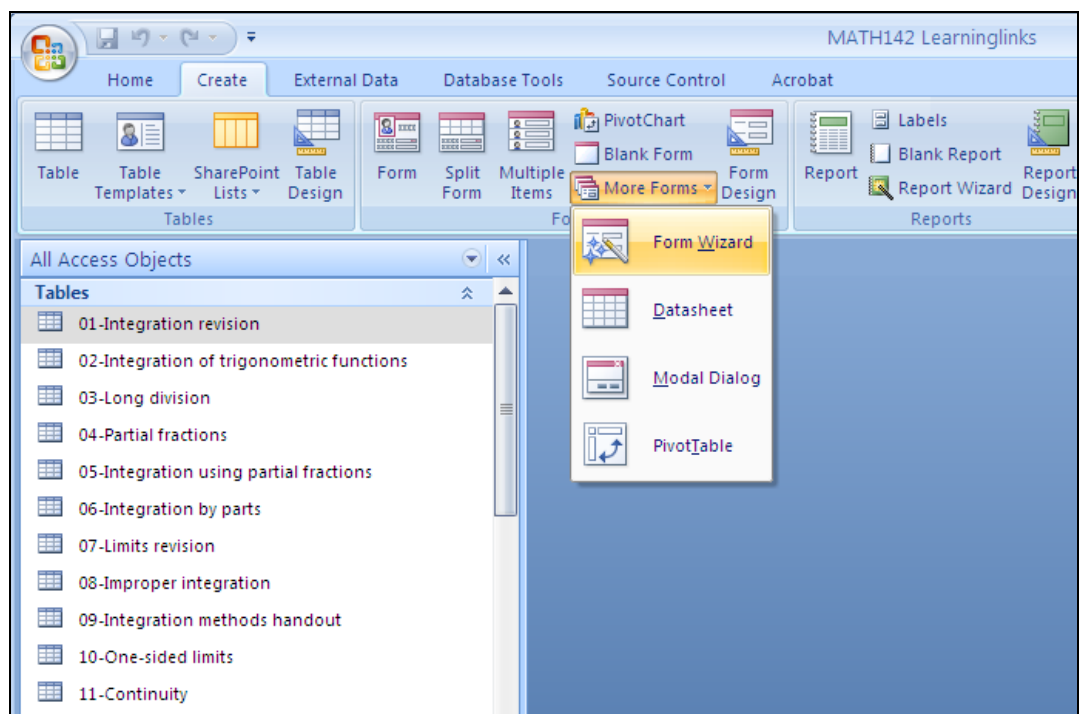 MATH142 Learninglinks
Home Create External Data Database Tools Source Control Acrobat
PivotChart
Blank Form
More Forms
Labels
Blank Report
Report Wizard
Table
Table Templates
SharePoint Lists
Table Design
Form
Split Form
Multiple Items
Form Design
Report
Report Design
Tables
Fo
Reports
Form Wizard
Datasheet
Modal Dialog
PivotTable
All Access Objects
Tables
01-Integration revision
02-Integration of trigonometric functions
03-Long division
04-Partial fractions
05-Integration using partial fractions
06-Integration by parts
07-Limits revision
08-Improper integration
09-Integration methods handout
10-One-sided limits
11-Continuity